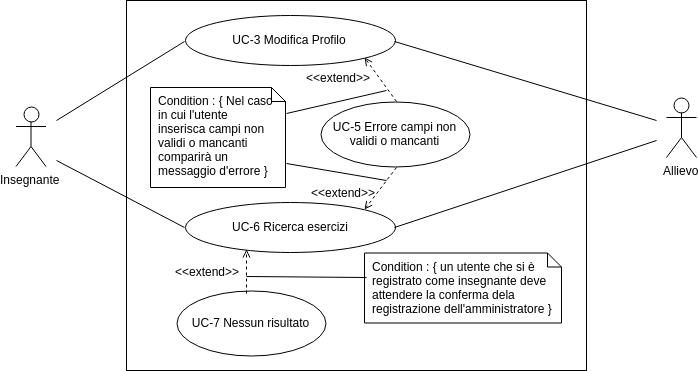 UC-3 Modifica Profilo
<<extend>>
Condition : { Nel caso
in cui l'utente
inserisca campi non
validi o mancanti
comparirà un
messaggio d'errore }
UC-5 Errore campi non
validi o mancanti
Insegnante
Allievo
<<extend>>
UC-6 Ricerca esercizi
<<extend>>
Condition : { un utente che si è
registrato come insegnante deve
attendere la conferma dela
registrazione dell'amministratore }
UC-7 Nessun risultato